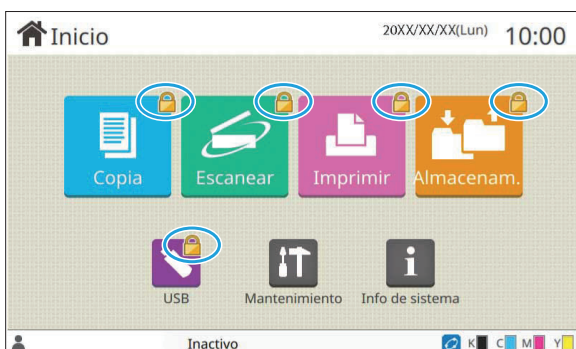 Inicio
20XX/XX/XX(Lun)
10:00
Copia
Escanear
Imprimir
Almacenam.
USB
Mantenimiento
Info de sistema
Inactivo
K C M Y